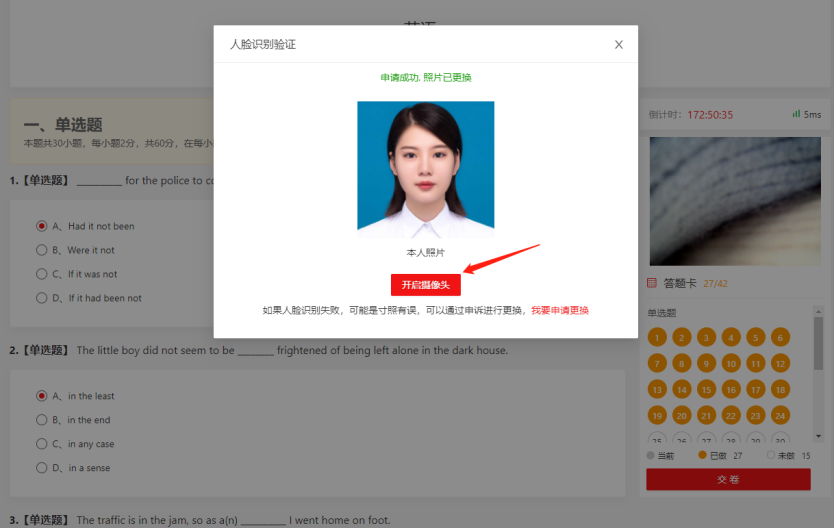 英语
人脸识别验证
申请成功, 照片已更换
本人照片
开启摄像头
如果人脸识别失败，可能是寸照有误，可以通过申诉进行更换，我要申请更换
一、单选题
本题共30小题，每小题2分，共60分，在每小
1.【单选题】 _________ for the police to
A、Had it not been
B、Were it not
C、If it was not
D、If it had been not
2.【单选题】 The little boy did not seem to be _______ frightened of being left alone in the dark house.
A、in the least
B、in the end
C、in any case
D、in a sense
3.【单选题】 The traffic is in the jam, so as a(n) _________ I went home on foot.
倒计时: 172:50:35 5ms
答题卡 27/42
单选题
1 2 3 4 5 6
7 8 9 10 11 12
13 14 15 16 17 18
19 20 21 22 23 24
25 26 27 28 29 30
当前 已做 27 未做 15
交 卷